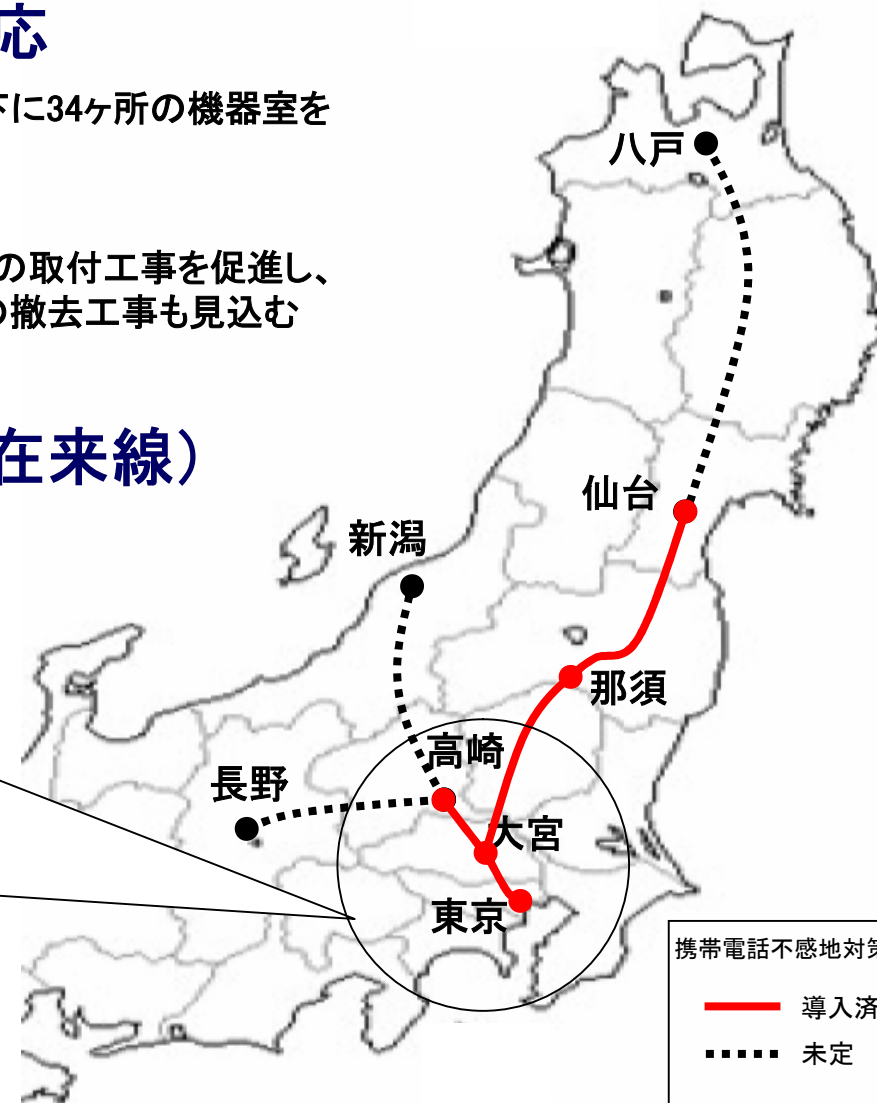 応
下に34ヶ所の機器室を
の取付工事を促進し、
の撤去工事も見込む
在来線）
八戸
仙台
新潟
那須
高崎
長野
大宮
東京
携帯電話不感地対策
導入済
未定